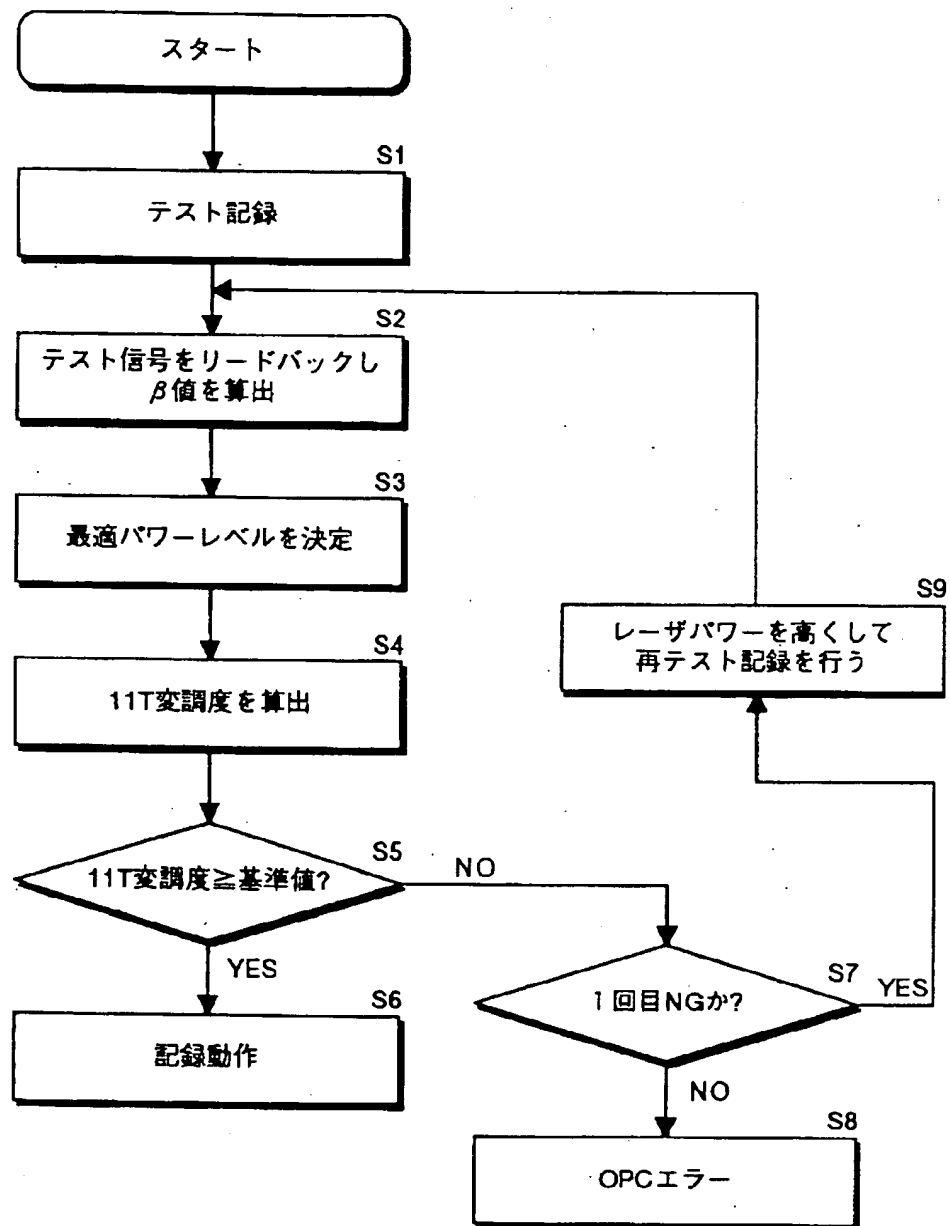 スタート
S1
テスト記録
S2
テスト信号をリードバックし
β値を算出
S3
最適パワーレベルを決定
S4
11T変調度を算出
S5
11T変調度≧基準値?
NO
YES
S6
記録動作
S7
1回目NGか?
YES
NO
S8
OPCエラー
S9
レーザパワーを高くして
再テスト記録を行う